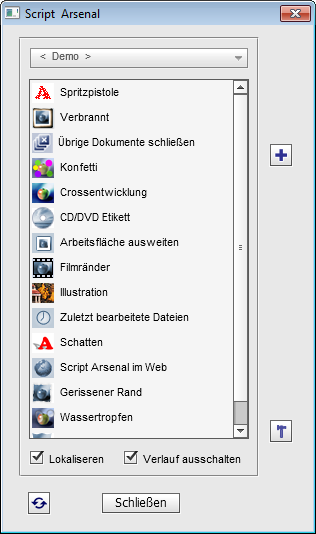 Script Arsenal
< Demo >
Spritzpistole
Verbrannt
Übrige Dokumente schließen
Konfetti
Crossentwicklung
CD/DVD Etikett
Arbeitsfläche ausweiten
Filmränder
Illustration
Zuletzt bearbeitete Dateien
Schatten
Script Arsenal im Web
Gerissener Rand
Wassertropfen
Lokaliseren
Verlauf ausschalten
Schließen